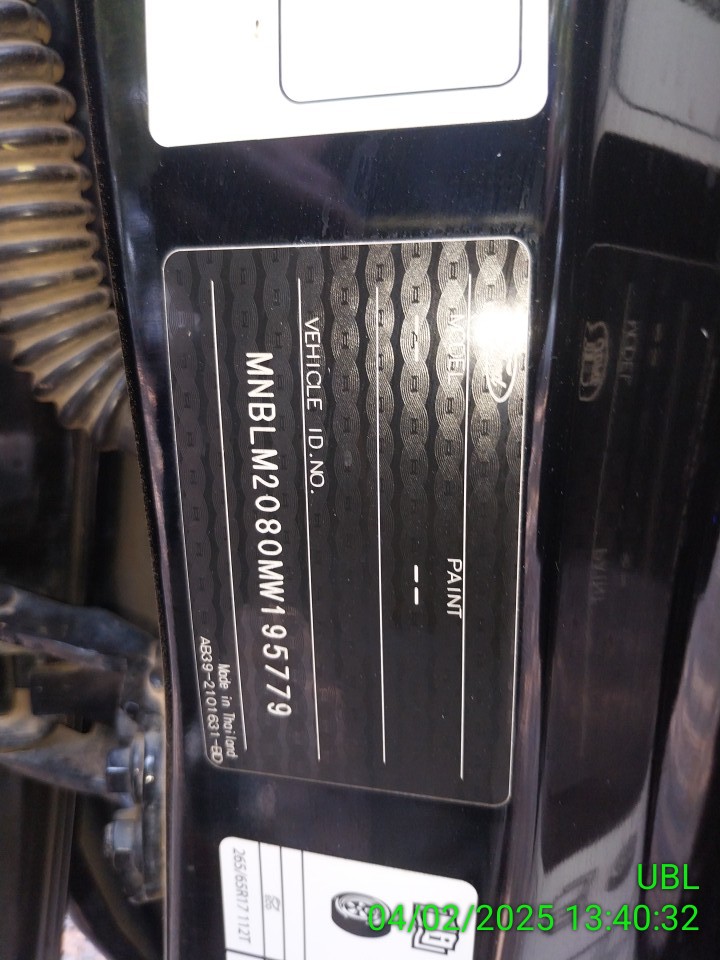 MODEL PAINT
- --
VEHICLE ID.NO.
MNBLM2080MW195779
Made in Thailand
AB39-2101631-BD
265/65R17 112T
UBL
04/02/2025 13:40:32